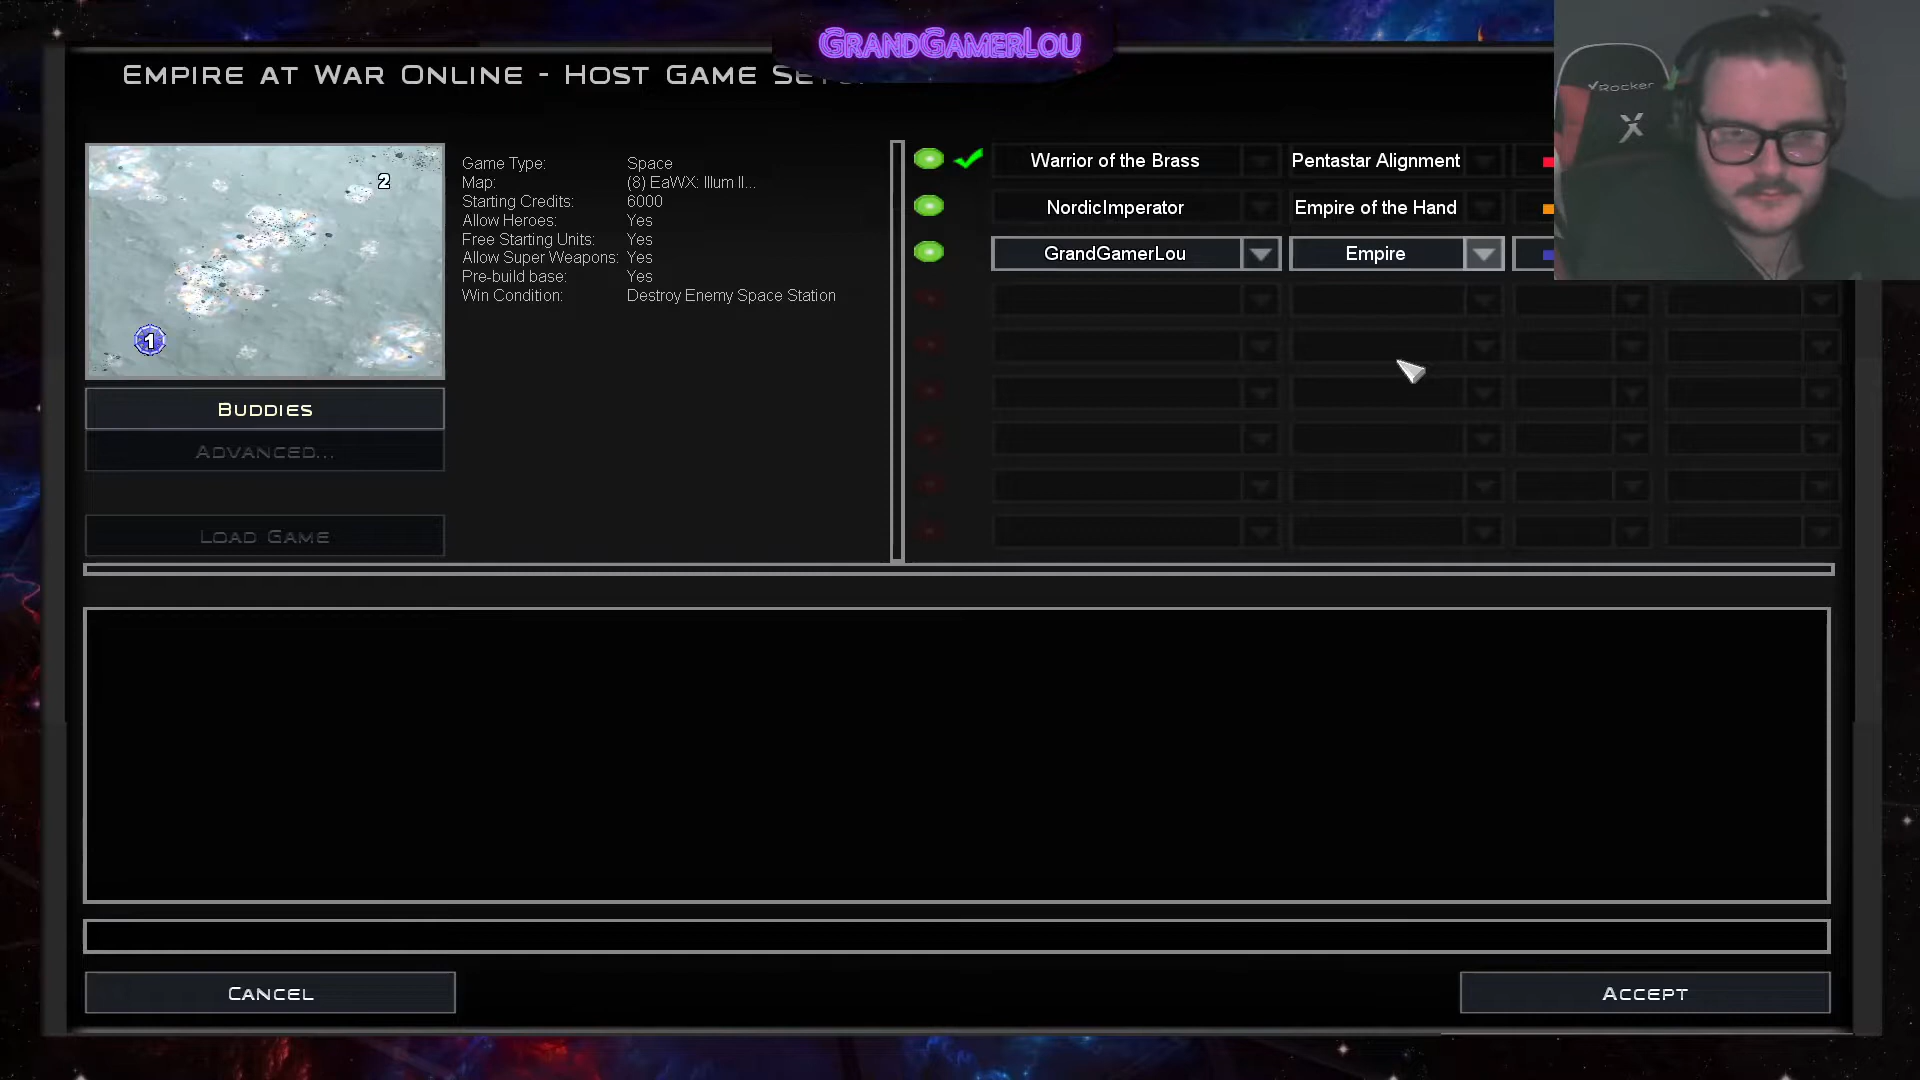 GrandGamerLou
Empire at War Online - Host Game Setu
Rocker
X
Game Type: Space
Map: (8) EaWX: Illum II...
Starting Credits: 6000
Allow Heroes: Yes
Free Starting Units: Yes
Allow Super Weapons: Yes
Pre-build base: Yes
Win Condition: Destroy Enemy Space Station
2
1
Warrior of the Brass Pentastar Alignment
NordicImperator Empire of the Hand
GrandGamerLou Empire
Buddies
Advanced...
Load Game
Cancel
Accept